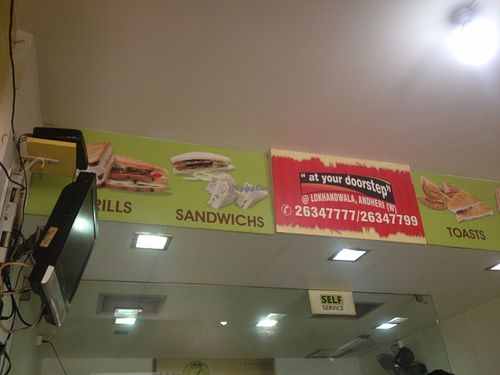 RILLS
SANDWICHS
" at your doorstep"
@ LOKHANDWALA, ANDHERI (W)
26347777/26347799
TOASTS
SELF
SERVICE